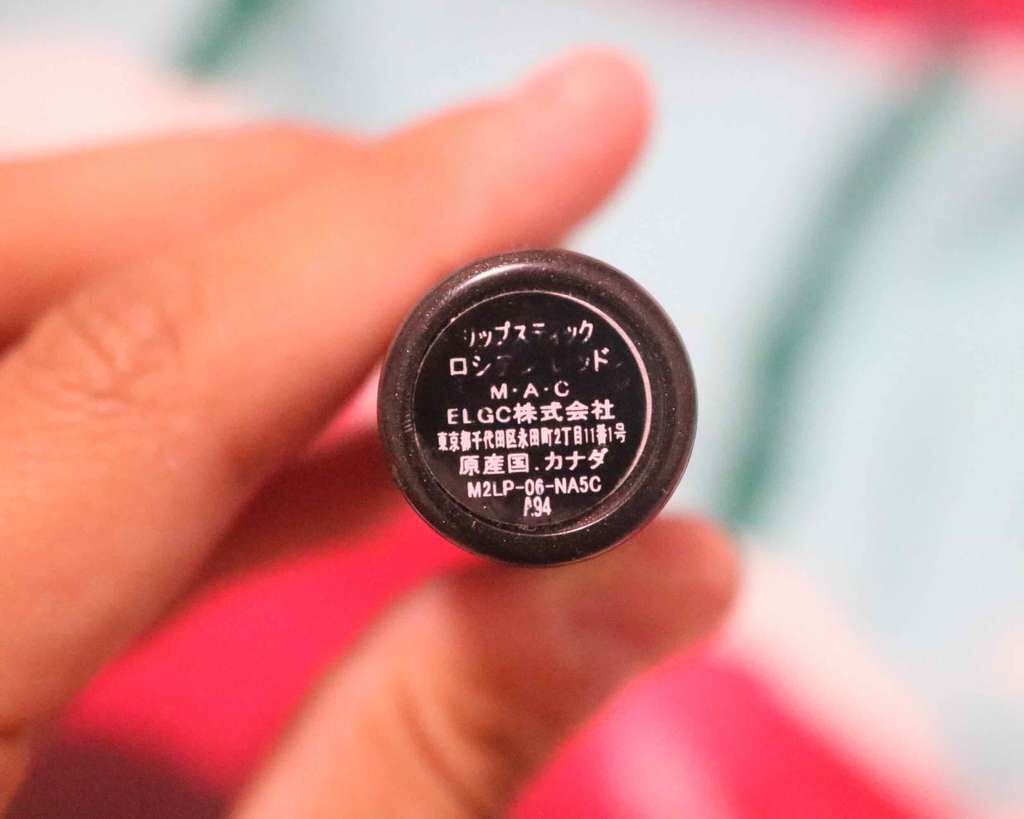 リップスティック
ロシアンレッド
M·A·C
ELGC株式会社
東京都千代田区永田町2丁目11番1号
原産国.カナダ
M2LP-06-NA5C
A94